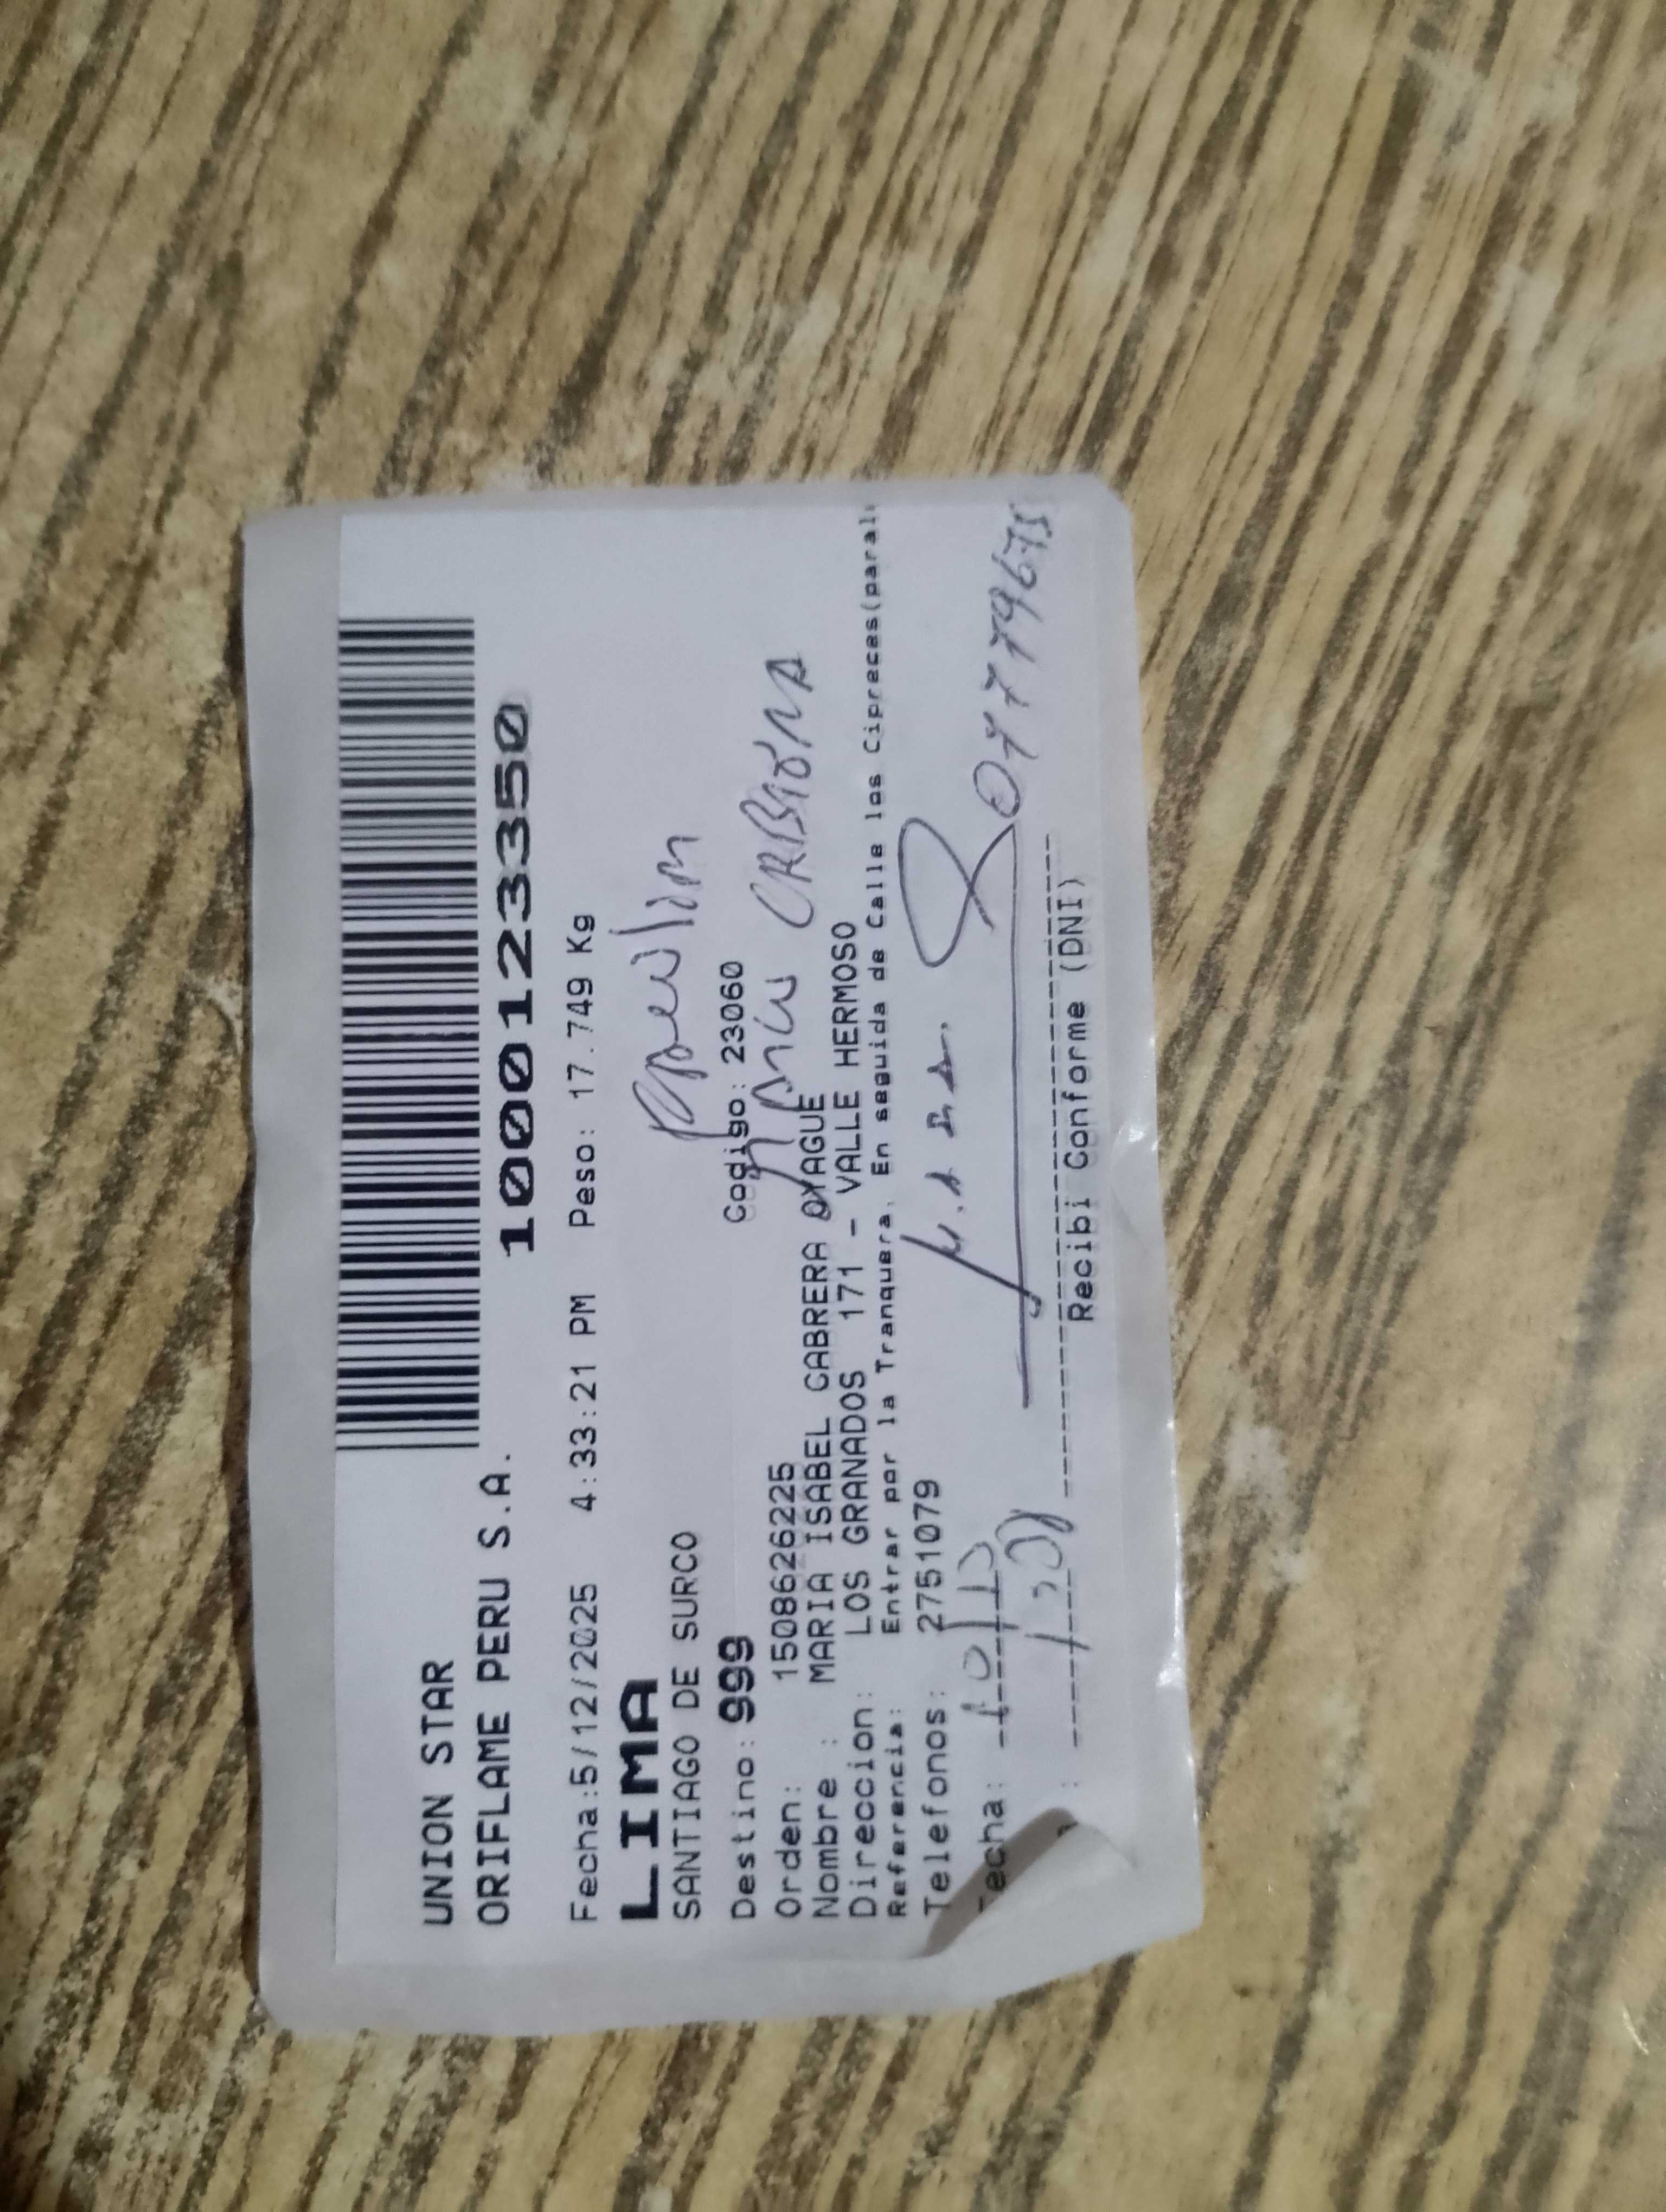 UNION STAR
ORIFLAME PERU S.A.
1000123350
Fecha:5/12/2025 4:33:21 PM Peso: 17.749 Kg
LIMA
SANTIAGO DE SURCO
Destino: 999 Codigo: 23060
Orden: 1508626225
Nombre : MARIA ISABEL CABRERA OYAGUE
Direccion: LOS GRANADOS 171 - VALLE HERMOSO
Referencia: Entrar por la Tranquera, En seguida de Calle los Cipreces(paral
Telefonos: 27551079
echa:
Recibi Conforme (DNI)